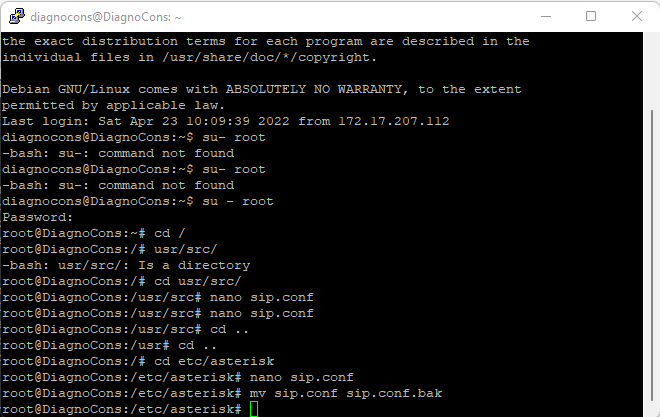 diagnocons@DiagnoCons: ~
the exact distribution terms for each program are described in the
individual files in /usr/share/doc/*/copyright.
Debian GNU/Linux comes with ABSOLUTELY NO WARRANTY, to the extent
permitted by applicable law.
Last login: Sat Apr 23 10:09:39 2022 from 172.17.207.112
diagnocons@DiagnoCons:~$ su- root
-bash: su-: command not found
diagnocons@DiagnoCons:~$ su- root
-bash: su-: command not found
diagnocons@DiagnoCons:~$ su - root
Password:
root@DiagnoCons:~# cd /
root@DiagnoCons:/# usr/src/
-bash: usr/src/: Is a directory
root@DiagnoCons:/# cd usr/src/
root@DiagnoCons:/usr/src# nano sip.conf
root@DiagnoCons:/usr/src# nano sip.conf
root@DiagnoCons:/usr/src# cd ..
root@DiagnoCons:/usr# cd ..
root@DiagnoCons:/# cd etc/asterisk
root@DiagnoCons:/etc/asterisk# nano sip.conf
root@DiagnoCons:/etc/asterisk# mv sip.conf sip.conf.bak
root@DiagnoCons:/etc/asterisk#